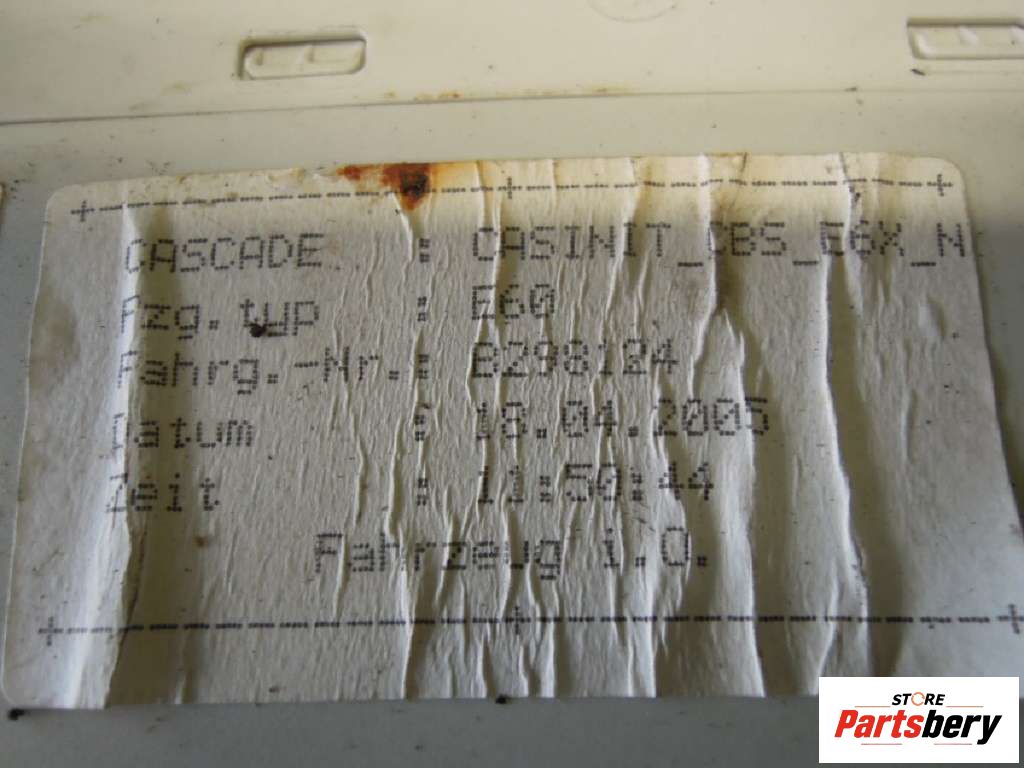 CASCADE : CASINIT_CBS_E6X_N
Fzg.typ : E60
Fahrg.-Nr.: B298124
Datum : 18.04.2005
Zeit : 11:50:44
Fahrzeug i.O.
STORE
Partsbery